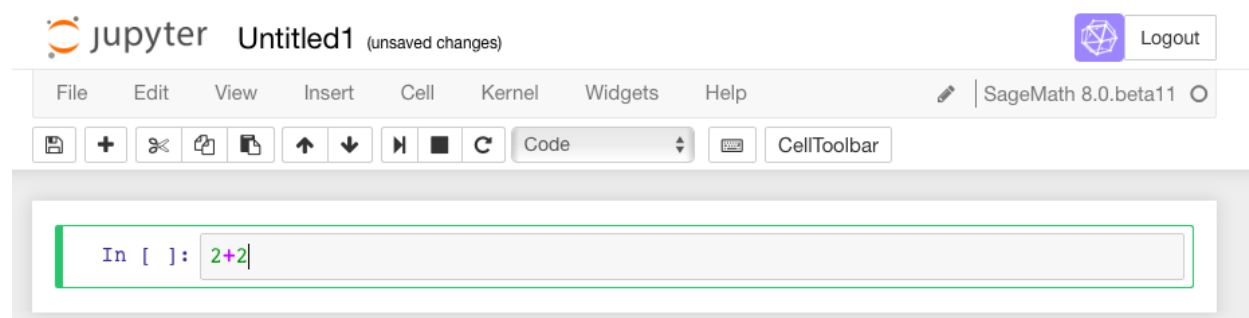 jupyter Untitled1 (unsaved changes) Logout
File Edit View Insert Cell Kernel Widgets Help SageMath 8.0.beta11
Code CellToolbar
In [ ]: 2+2